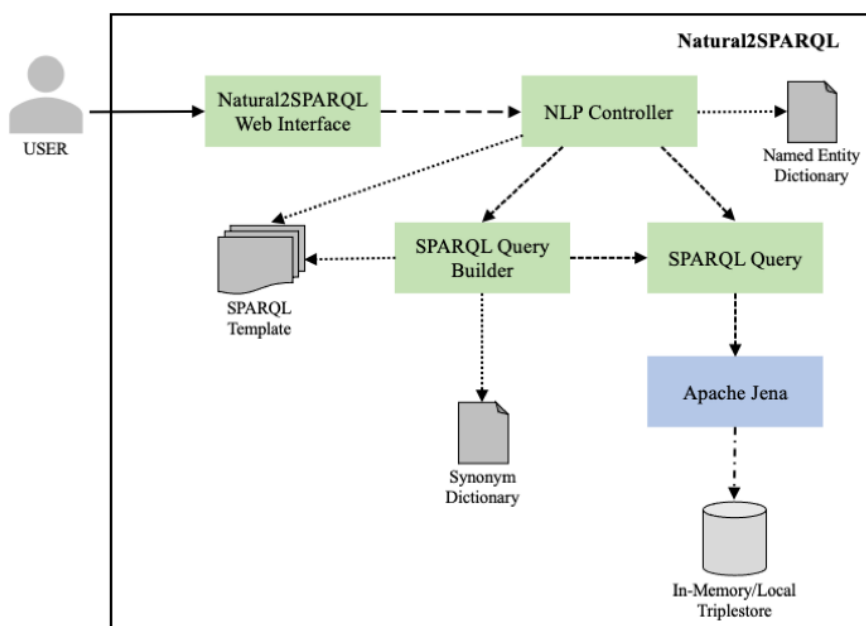 Natural2SPARQL
USER
Natural2SPARQL
Web Interface
NLP Controller
Named Entity
Dictionary
SPARQL Query
Builder
SPARQL Query
SPARQL
Template
Apache Jena
Synonym
Dictionary
In-Memory/Local
Triplestore